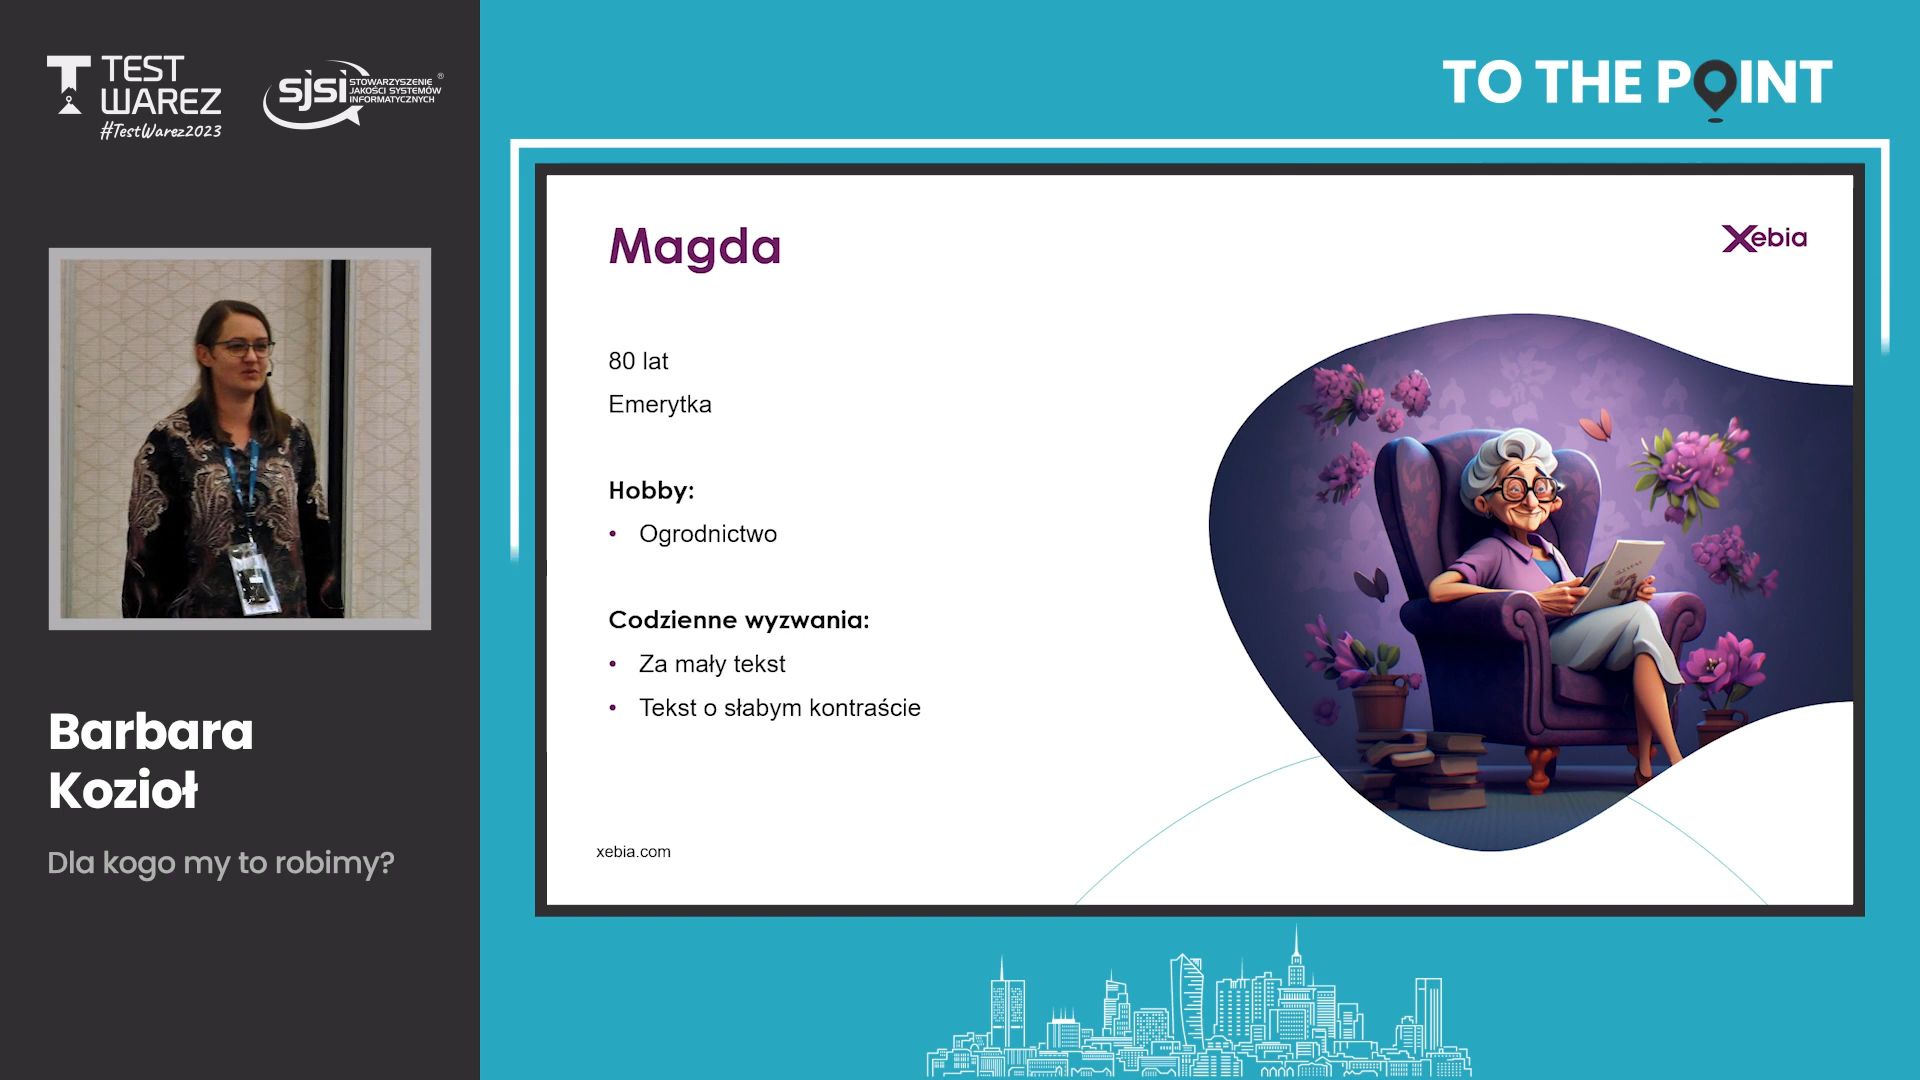 TEST
WAREZ
#TestWarez2023
sjsi
STOWARZYSZENIE
JAKOŚCI SYSTEMÓW
INFORMATYCZNYCH
®
TO THE POINT
Magda
Xebia
80 lat
Emerytka
Hobby:
• Ogrodnictwo
Codzienne wyzwania:
• Za mały tekst
• Tekst o słabym kontraście
xebia.com
Barbara
Kozioł
Dla kogo my to robimy?